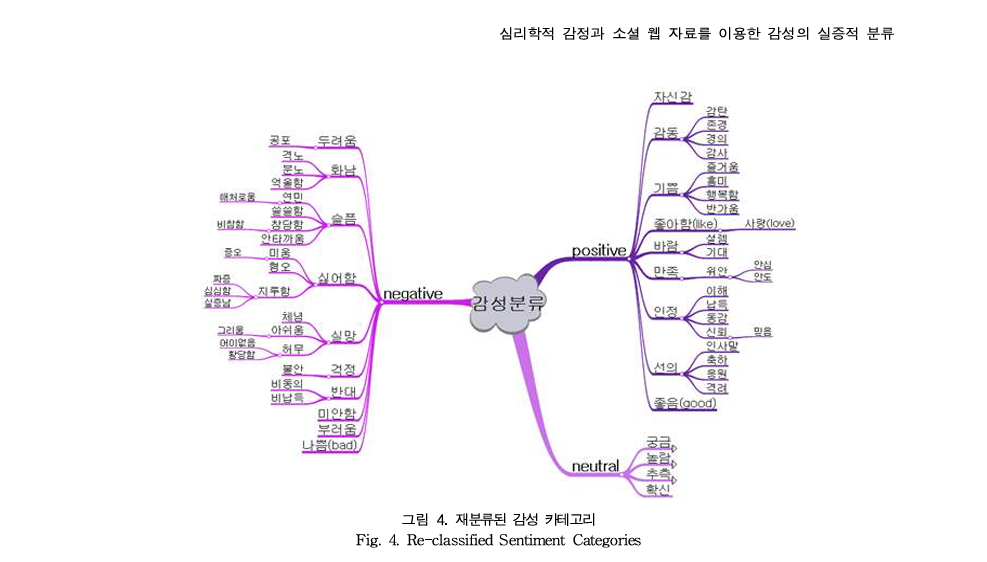 심리학적 감정과 소셜 웹 자료를 이용한 감성의 실증적 분류
감성분류
positive
자신감
감동
감탄
존경
경의
감사
기쁨
즐거움
흥미
행복함
반가움
좋아함(like)
사랑(love)
바람
설렘
기대
만족
위안
안심
안도
인정
이해
납득
동감
신뢰
믿음
선의
인사말
축하
응원
격려
좋음(good)
neutral
궁금
놀람
추측
확신
negative
두려움
공포
화남
격노
분노
억울함
슬픔
연민
애처로움
쓸쓸함
참담함
비참함
안타까움
싫어함
미움
증오
혐오
지루함
짜증
심심함
싫증남
실망
체념
아쉬움
그리움
허무
어이없음
황당함
걱정
불안
반대
비동의
비납득
미안함
부러움
나쁨(bad)
그림 4. 재분류된 감성 카테고리
Fig. 4. Re-classified Sentiment Categories